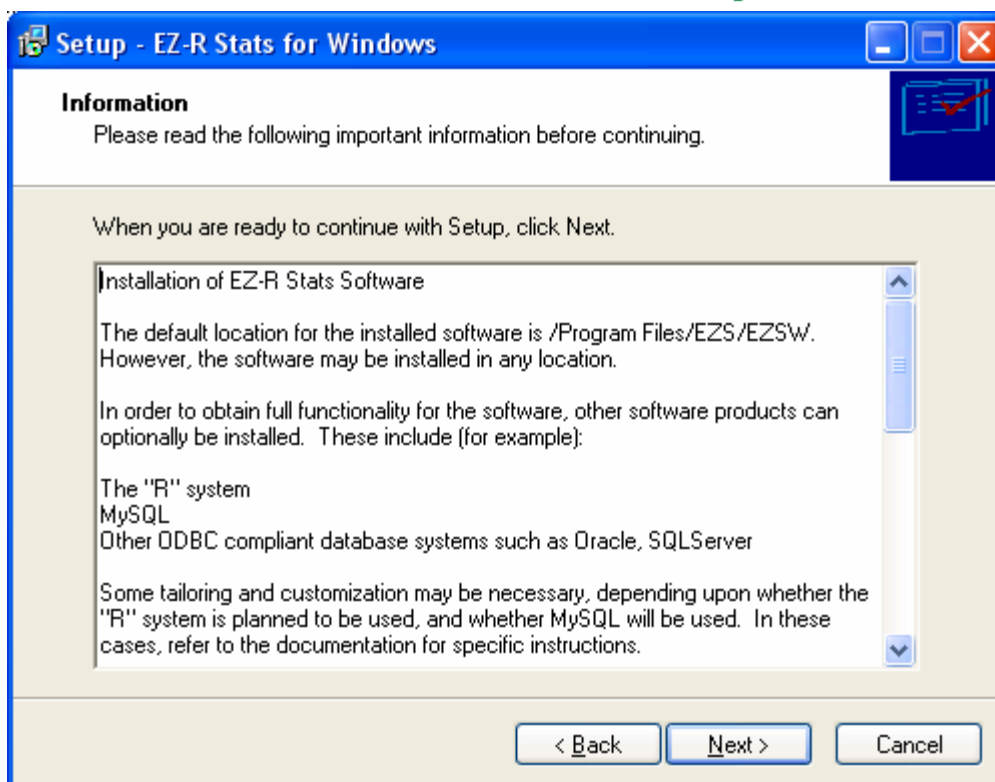 Setup - EZ-R Stats for Windows
Information
Please read the following important information before continuing.
When you are ready to continue with Setup, click Next.
Installation of EZ-R Stats Software
The default location for the installed software is /Program Files/EZS/EZSW.
However, the software may be installed in any location.
In order to obtain full functionality for the software, other software products can
optionally be installed.  These include (for example):
The "R" system
MySQL
Other ODBC compliant database systems such as Oracle, SQLServer
Some tailoring and customization may be necessary, depending upon whether the
"R" system is planned to be used, and whether MySQL will be used.  In these
cases, refer to the documentation for specific instructions.
< Back
Next >
Cancel